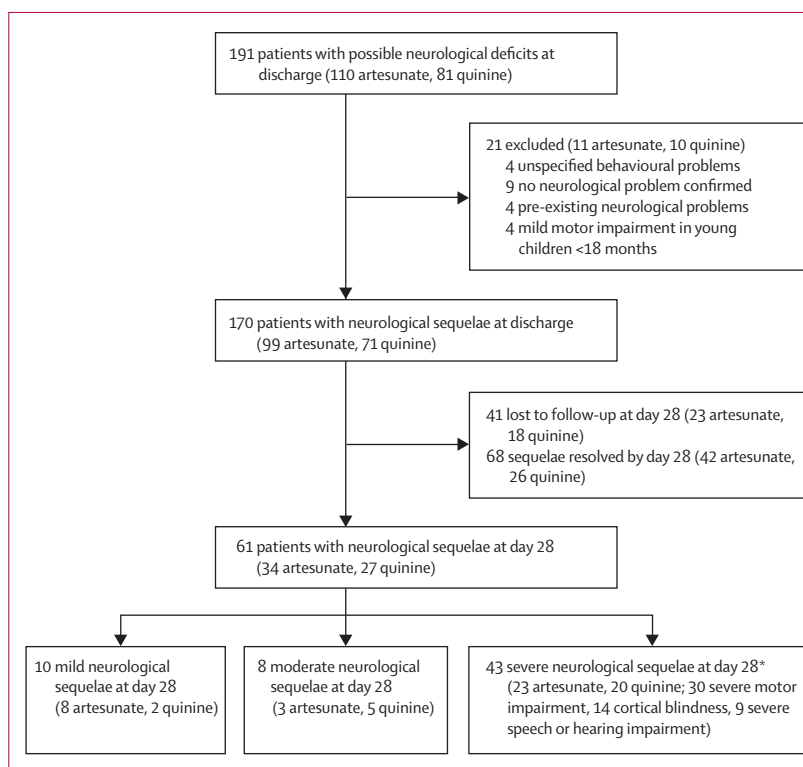 191 patients with possible neurological deficits at
discharge (110 artesunate, 81 quinine)
21 excluded (11 artesunate, 10 quinine)
4 unspecified behavioural problems
9 no neurological problem confirmed
4 pre-existing neurological problems
4 mild motor impairment in young
children <18 months
170 patients with neurological sequelae at discharge
(99 artesunate, 71 quinine)
41 lost to follow-up at day 28 (23 artesunate,
18 quinine)
68 sequelae resolved by day 28 (42 artesunate,
26 quinine)
61 patients with neurological sequelae at day 28
(34 artesunate, 27 quinine)
10 mild neurological
sequelae at day 28
(8 artesunate, 2 quinine)
8 moderate neurological
sequelae at day 28
(3 artesunate, 5 quinine)
43 severe neurological sequelae at day 28*
(23 artesunate, 20 quinine; 30 severe motor
impairment, 14 cortical blindness, 9 severe
speech or hearing impairment)